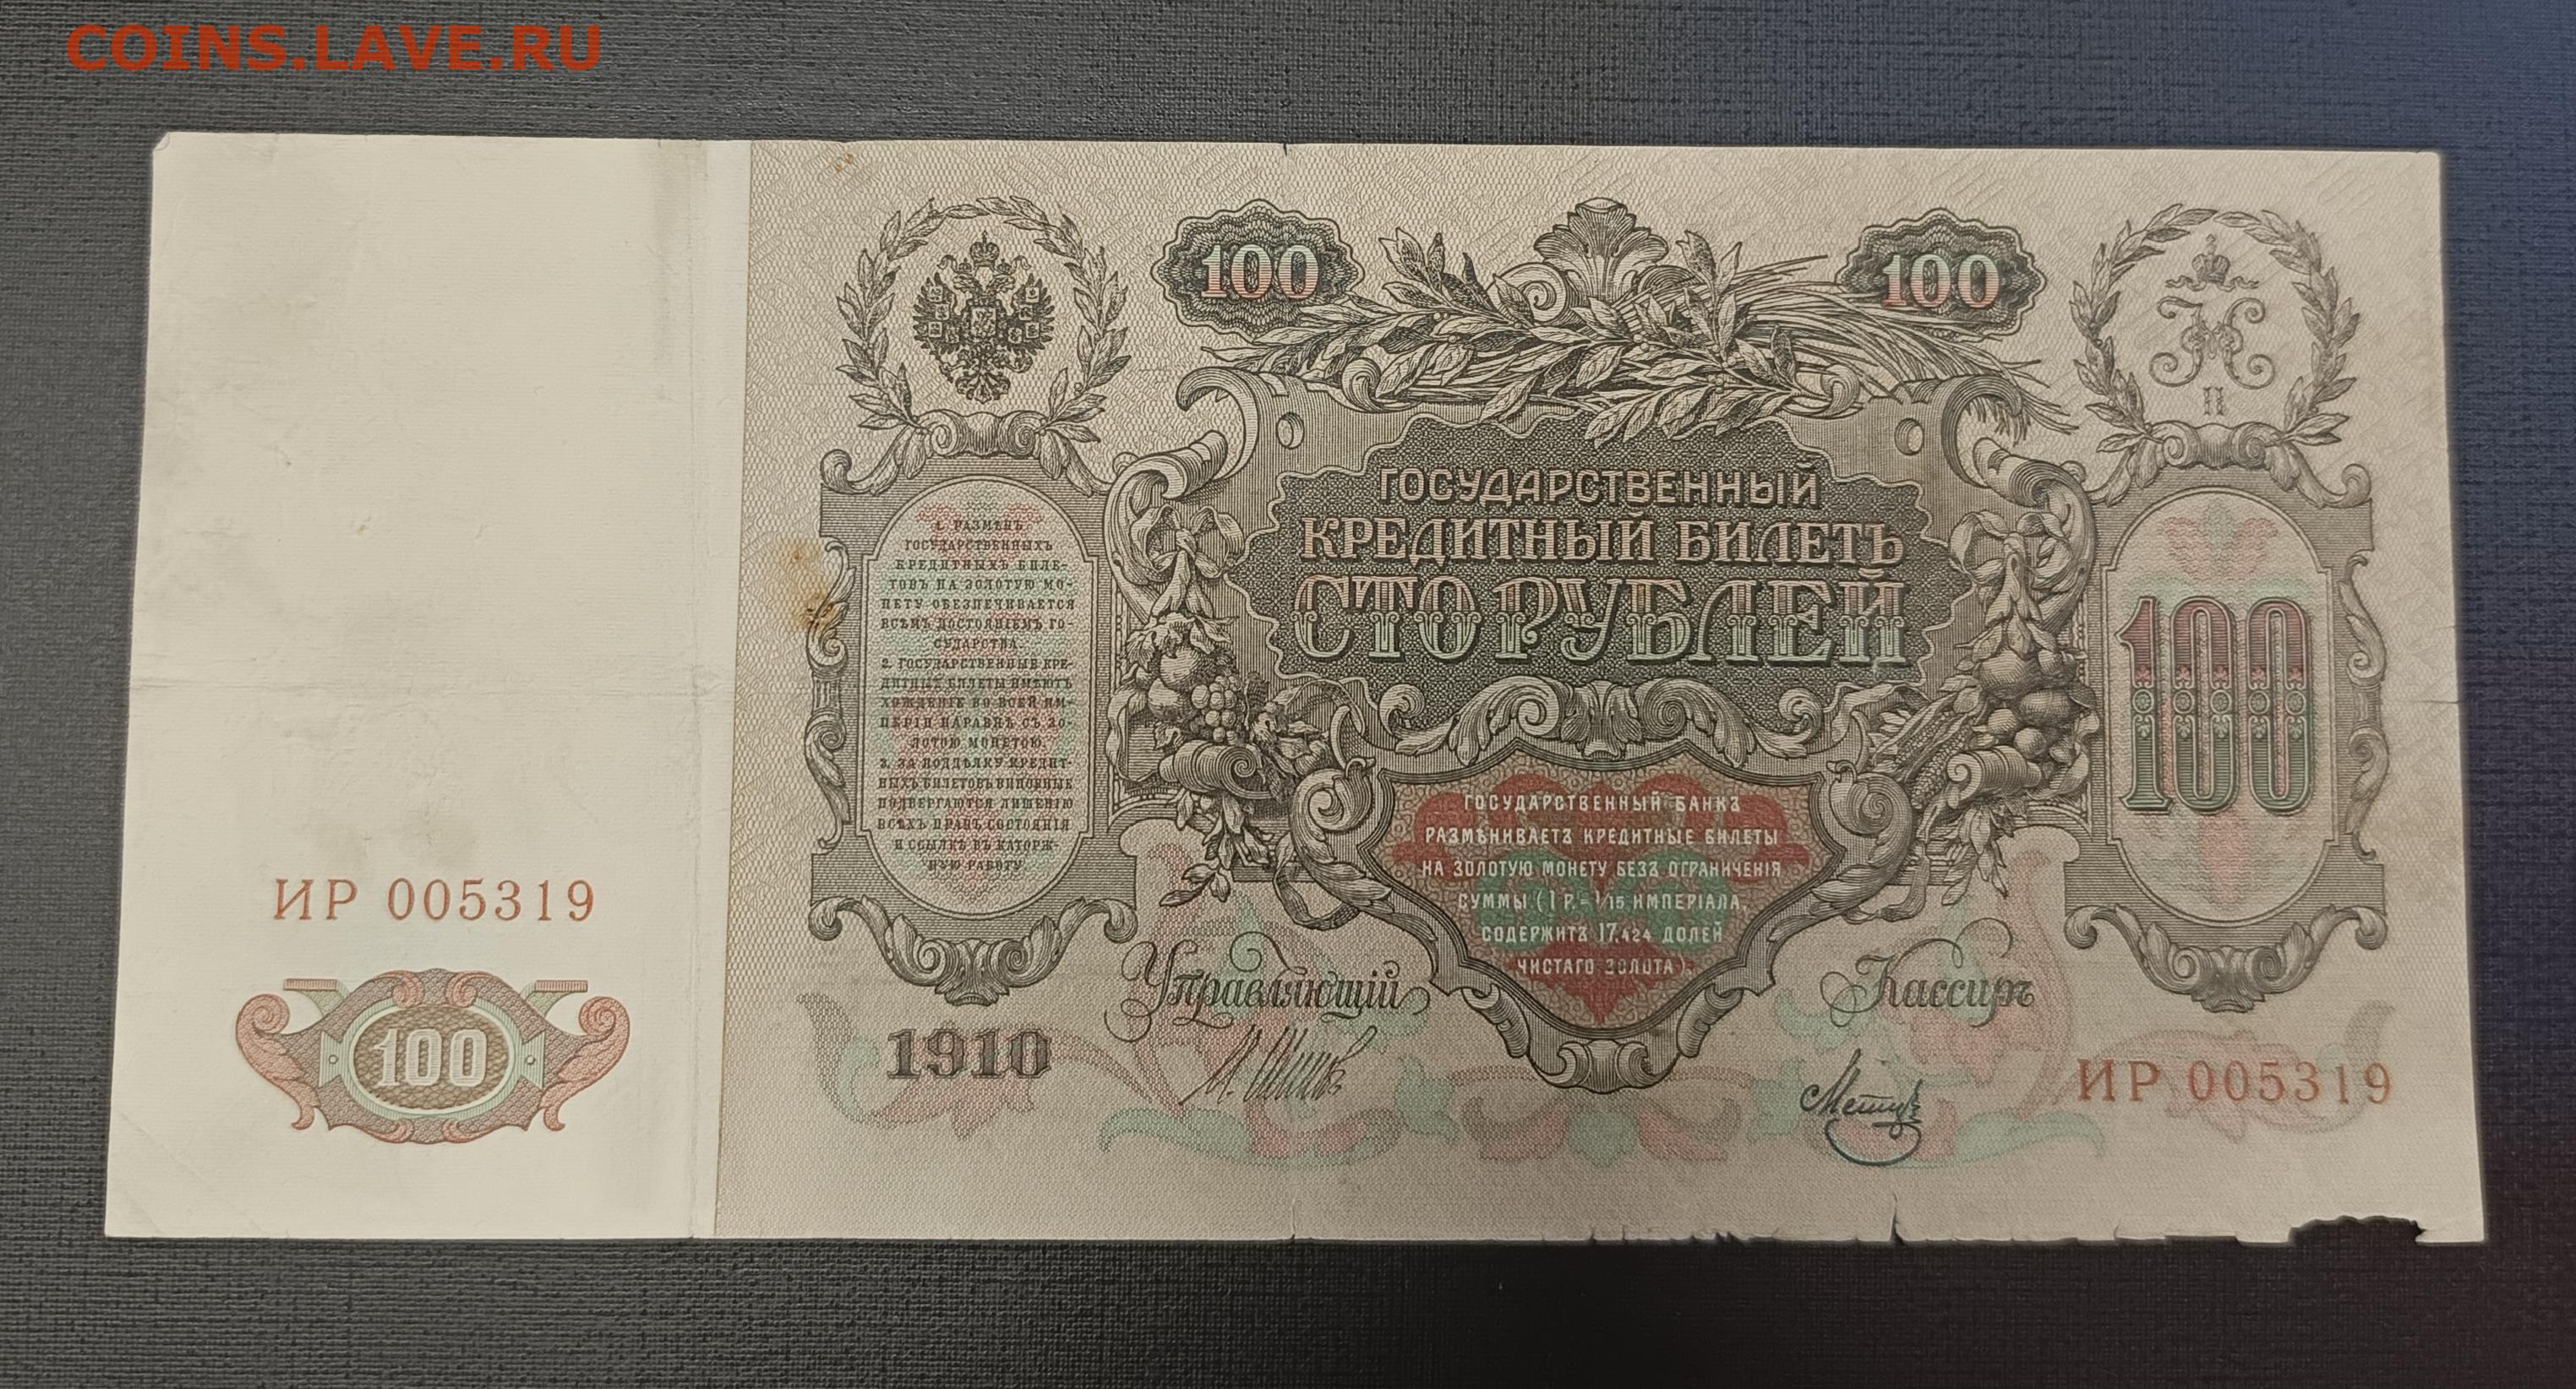 COINS.LAVE.RU
100
100
II
ГОСУДАРСТВЕННЫЙ
КРЕДИТНЫЙ БИЛЕТЪ
СТО РУБЛЕЙ
1. РАЗМѢНЪ
ГОСУДАРСТВЕННЫХЪ
КРЕДИТНЫХЪ БИЛЕ-
ТОВЪ НА ЗОЛОТУЮ МО-
НЕТУ ОБЕЗПЕЧИВАЕТСЯ
ВСѢМЪ ДОСТОЯНІЕМЪ ГО-
СУДАРСТВА.
2. ГОСУДАРСТВЕННЫЕ КРЕ-
ДИТНЫЕ БИЛЕТЫ ИМѢЮТЪ
ХОЖДЕНІЕ ВО ВСЕЙ ИМ-
ПЕРІИ НАРАВНѢ СЪ ЗО-
ЛОТОЮ МОНЕТОЮ.
3. ЗА ПОДДѢЛКУ КРЕДИТ-
НЫХЪ БИЛЕТОВЪ ВИНОВНЫЕ
ПОДВЕРГАЮТСЯ ЛИШЕНІЮ
ВСѢХЪ ПРАВЪ СОСТОЯНІЯ
И ССЫЛКѢ ВЪ КАТОРЖ-
НУЮ РАБОТУ
100
ГОСУДАРСТВЕННЫЙ БАНКЪ
РАЗМѢНИВАЕТЪ КРЕДИТНЫЕ БИЛЕТЫ
НА ЗОЛОТУЮ МОНЕТУ БЕЗЪ ОГРАНИЧЕНІЯ
СУММЫ (1 Р.= 1/15 ИМПЕРІАЛА,
СОДЕРЖИТЪ 17,424 ДОЛЕЙ
ЧИСТАГО ЗОЛОТА).
ИР 005319
100
Управляющій
Кассиръ
1910
И. Шипов
Метц
ИР 005319